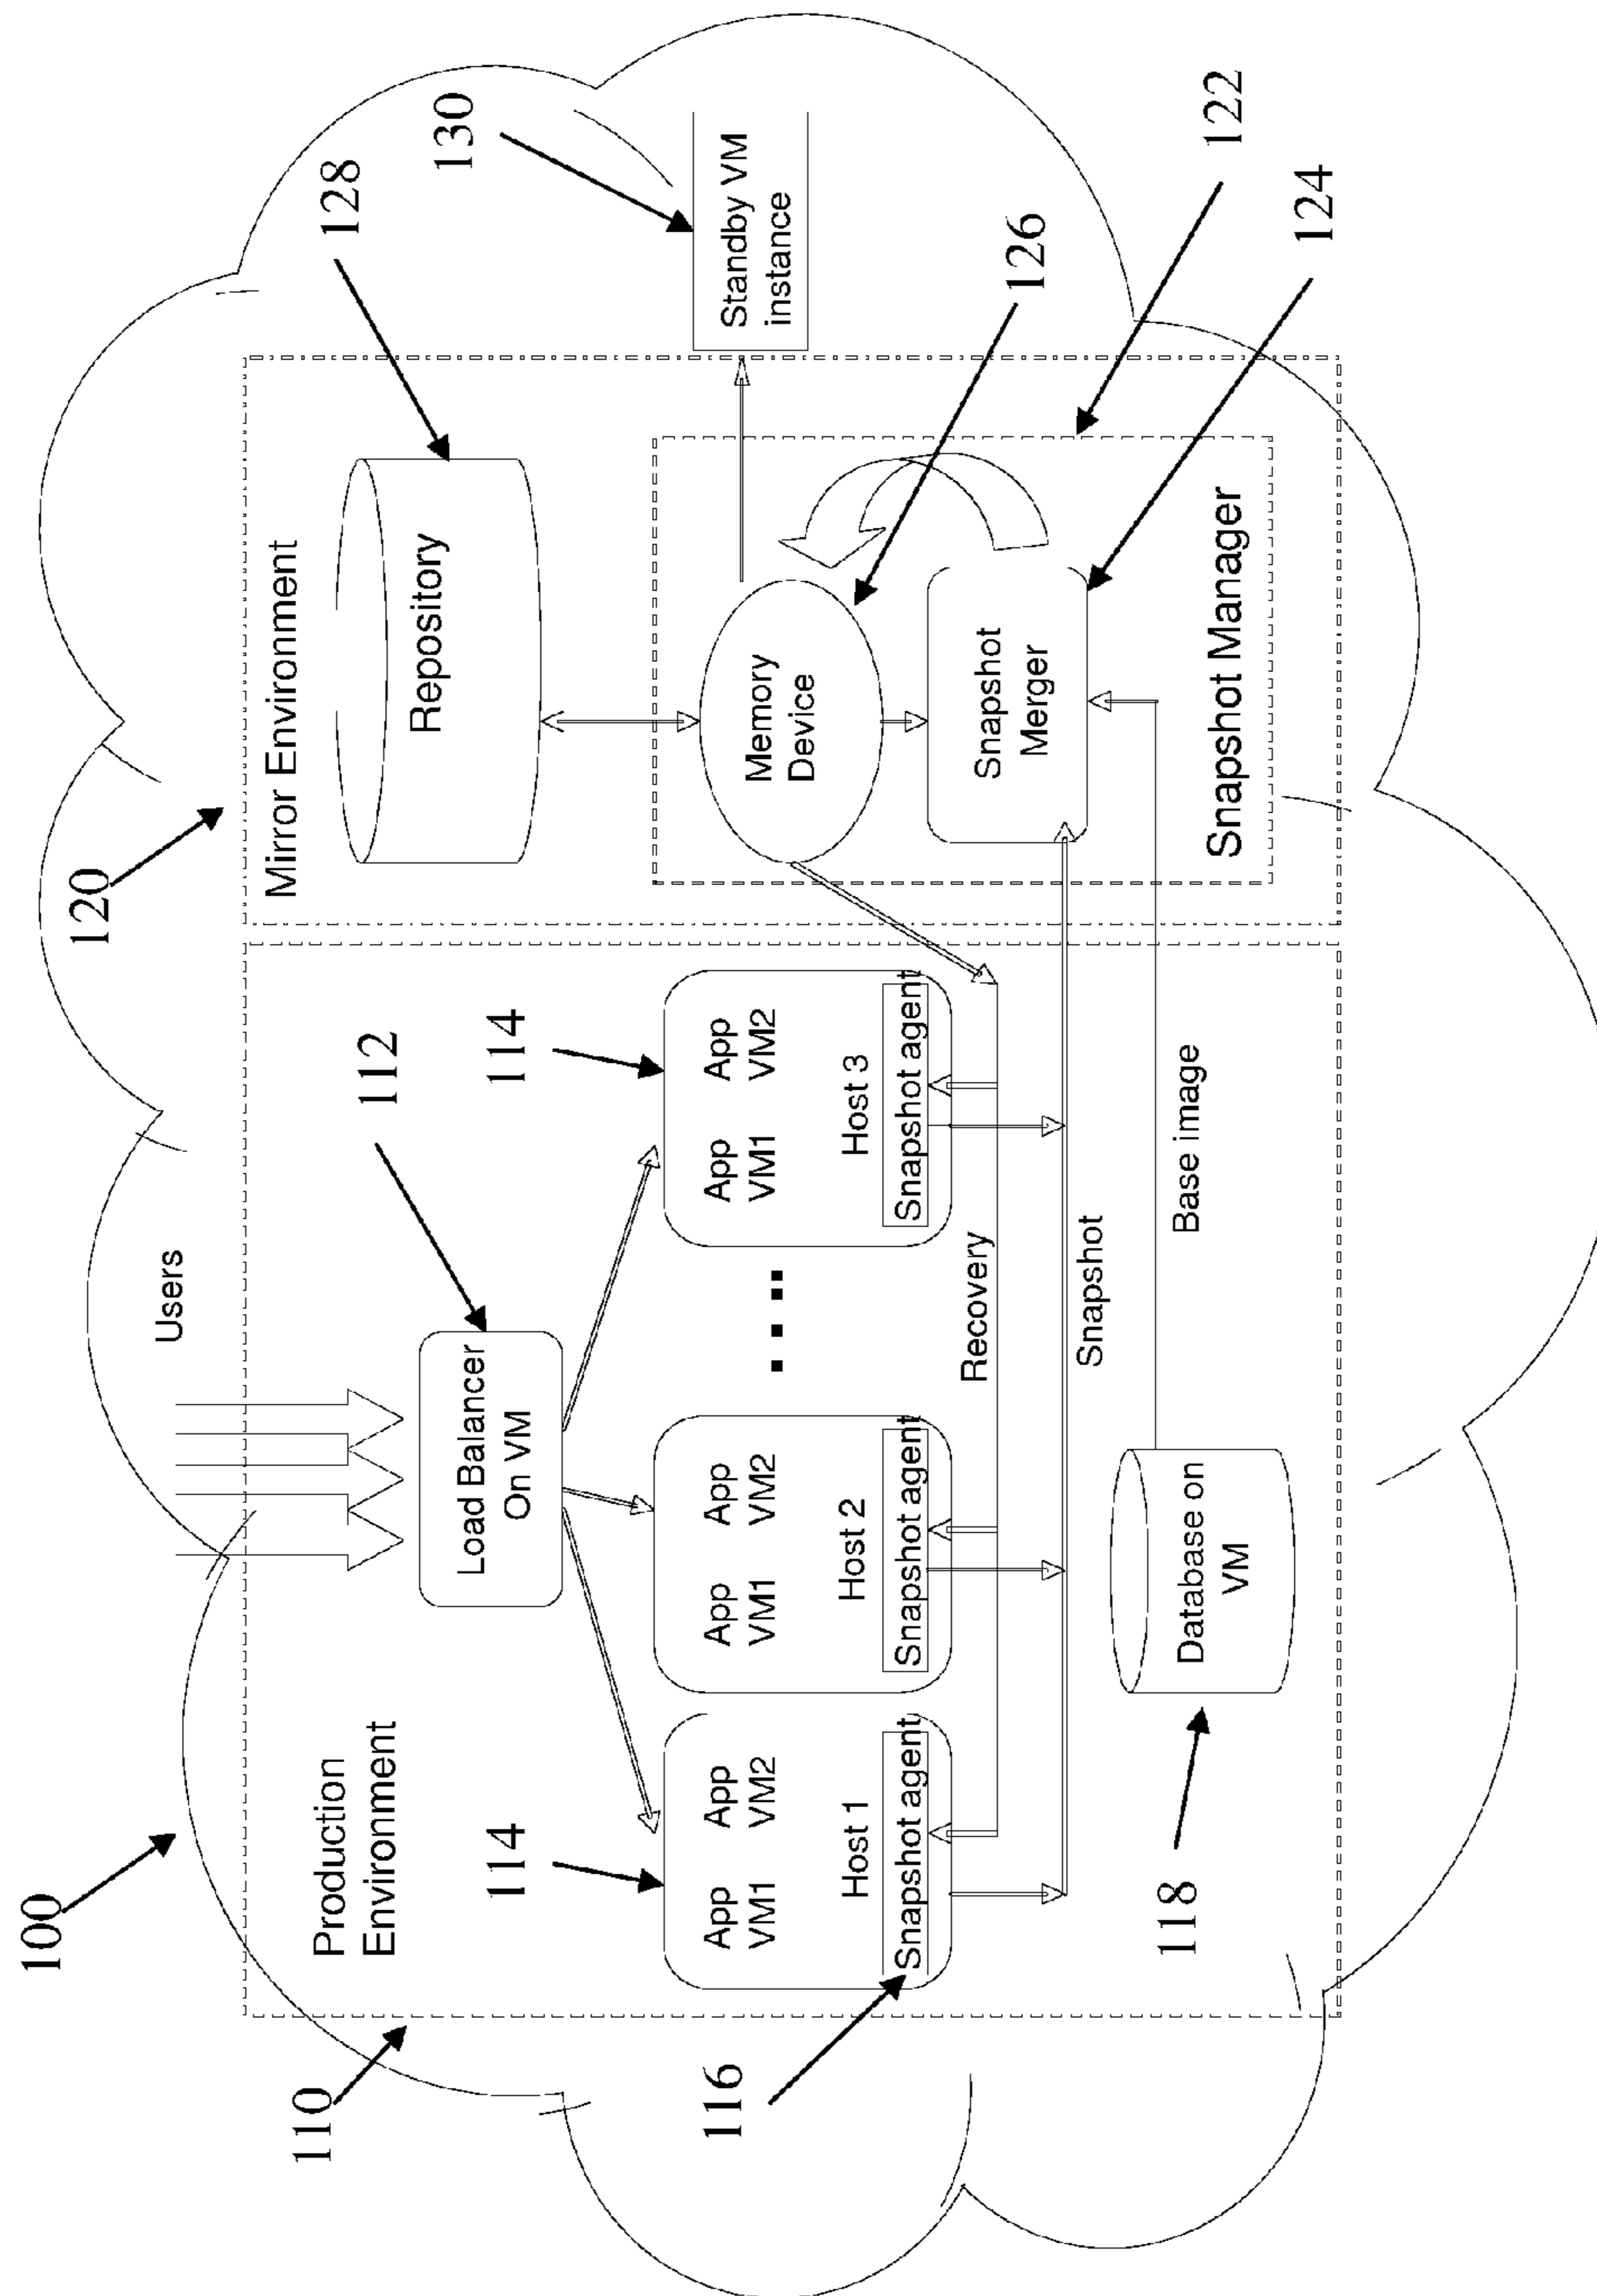 100
110
Production
Environment
Users
120
Mirror Environment
128
Repository
130
Standby VM
instance
112
Load Balancer
On VM
114
App
VM1
App
VM2
Host 1
Snapshot agent
116
App
VM1
App
VM2
Host 2
Snapshot agent
114
App
VM1
App
VM2
Host 3
Snapshot agent
Recovery
Snapshot
Base image
118
Database on
VM
Memory
Device
126
Snapshot
Merger
124
Snapshot Manager
122